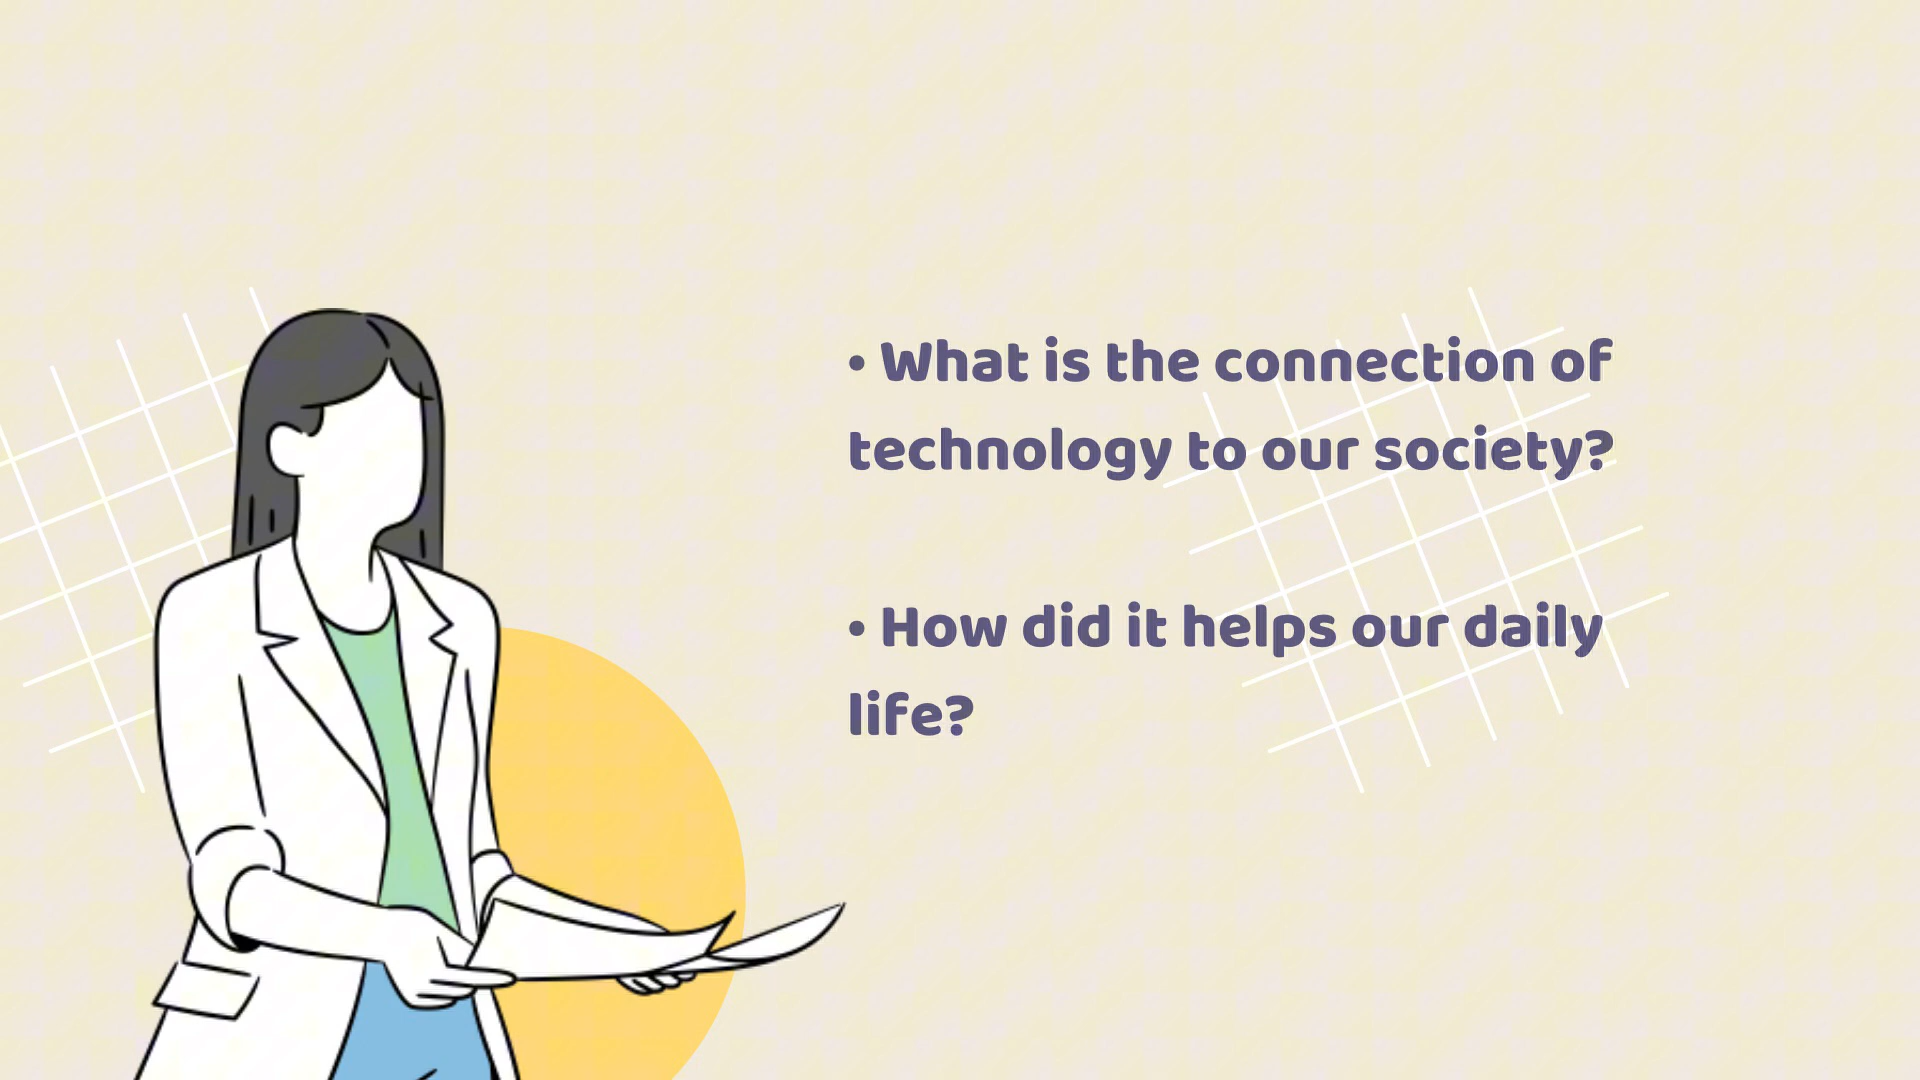 • What is the connection of
technology to our society?
• How did it helps our daily
life?